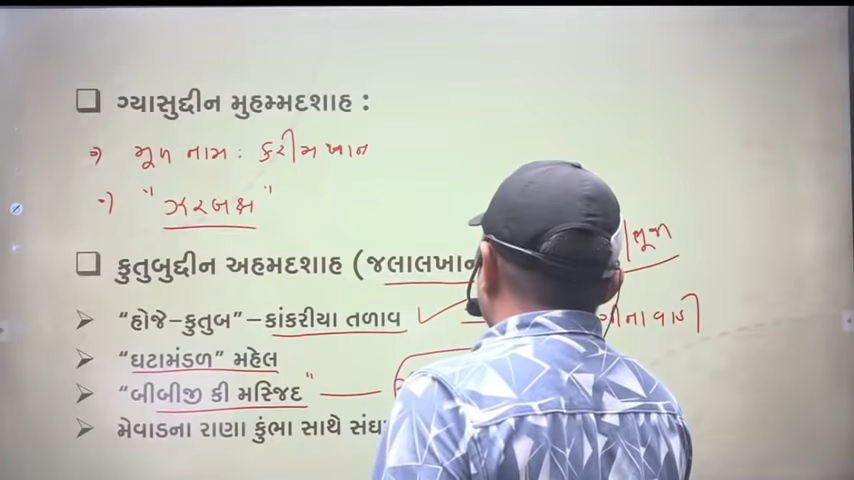 ❑ ગ્યાસુદ્દીન મુહમ્મદશાહ :
→ મૂળ નામ : કરીમખાન
→ "ઝરબક્ષ"
❑ કુતુબુદ્દીન અહમદશાહ (જલાલખાન
➢ "હોજે-કુતુબ"-કાંકરીયા તળાવ
➢ "ઘટામંડળ" મહેલ
➢ "બીબીજી કી મસ્જિદ"
➢ મેવાડના રાણા કુંભા સાથે